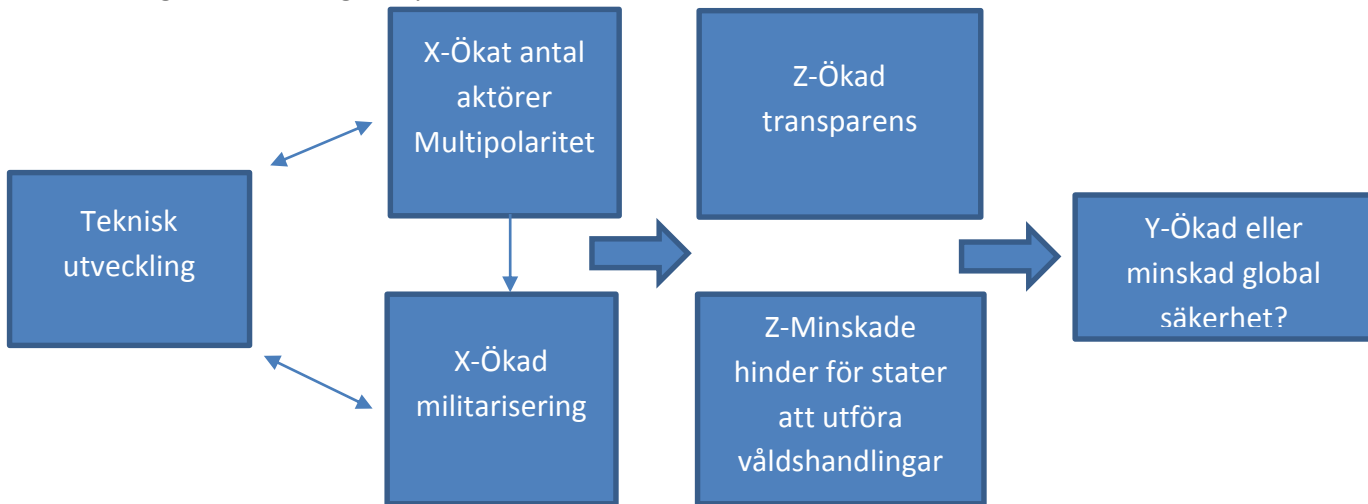 X-Ökat antal
aktörer
Multipolaritet
Z-Ökad
transparens
Teknisk
utveckling
Y-Ökad eller
minskad global
säkerhet?
X-Ökad
militarisering
Z-Minskade
hinder för stater
att utföra
våldshandlingar